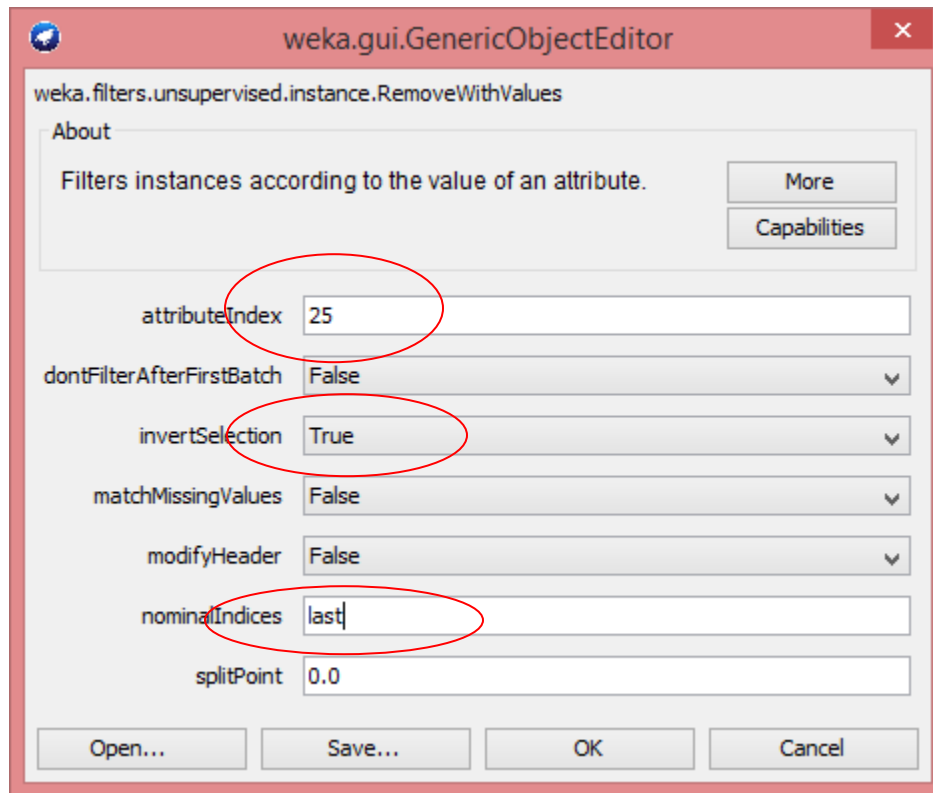 weka.gui.GenericObjectEditor
weka.filters.unsupervised.instance.RemoveWithValues
About
Filters instances according to the value of an attribute.
More
Capabilities
attributeIndex 25
dontFilterAfterFirstBatch False
invertSelection True
matchMissingValues False
modifyHeader False
nominalIndices last
splitPoint 0.0
Open... Save... OK Cancel